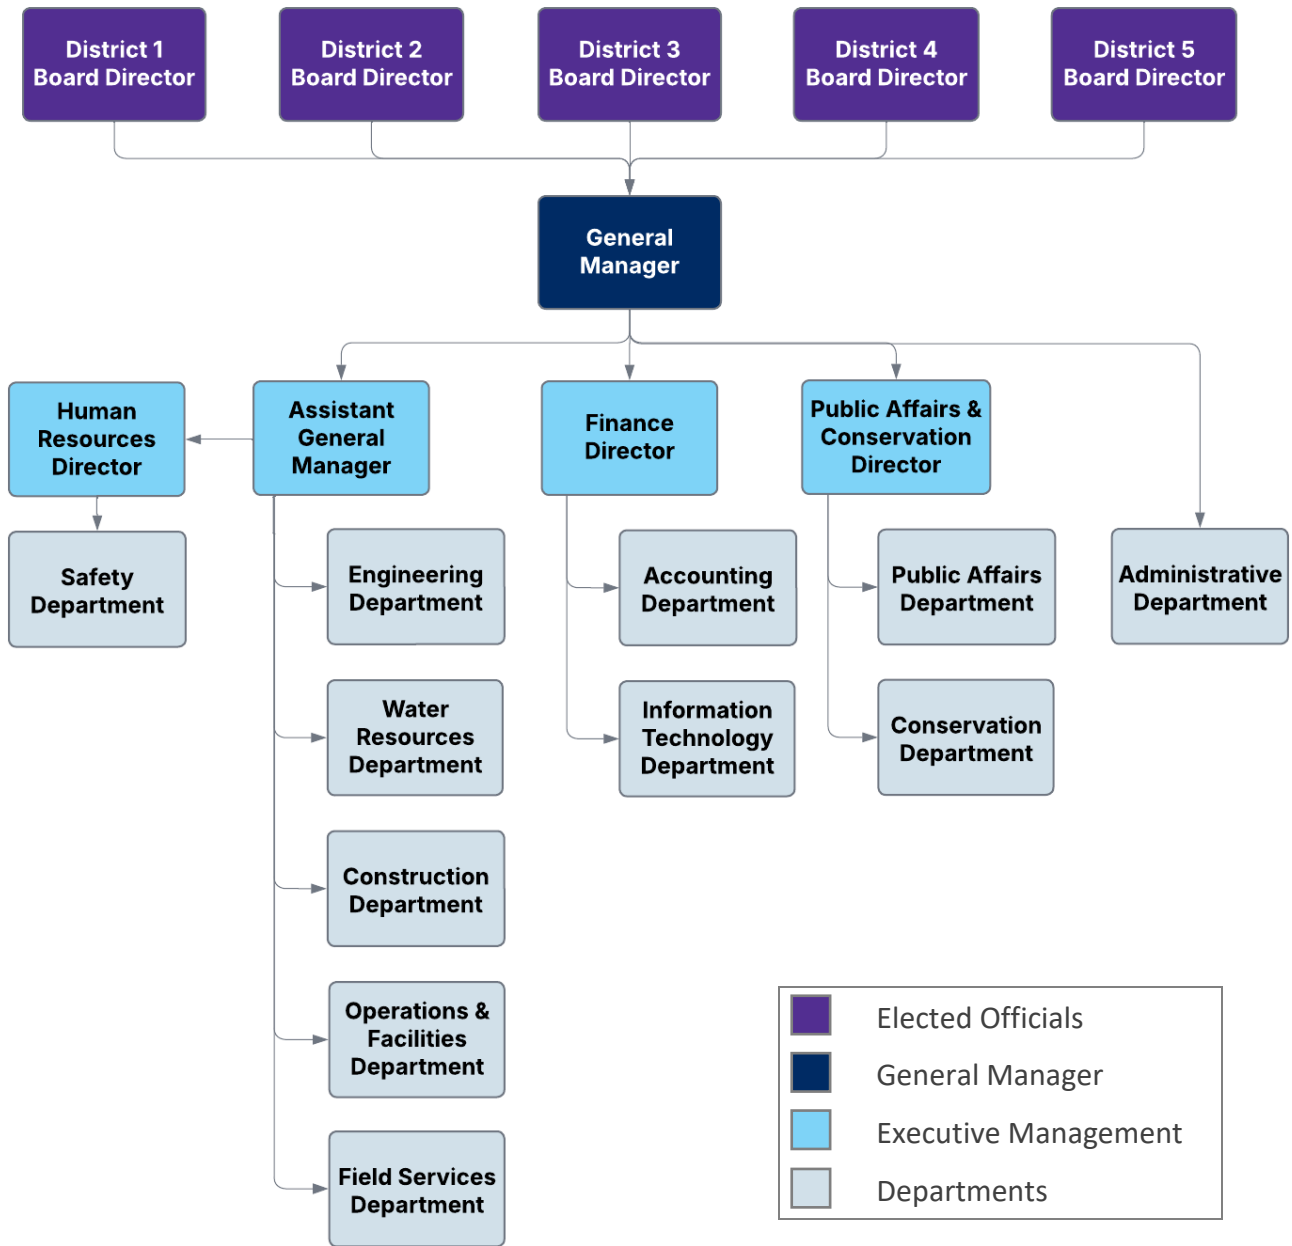 District 1
Board Director
District 2
Board Director
District 3
Board Director
District 4
Board Director
District 5
Board Director
General
Manager
Human
Resources
Director
Assistant
General
Manager
Finance
Director
Public Affairs &
Conservation
Director
Safety
Department
Engineering
Department
Accounting
Department
Public Affairs
Department
Administrative
Department
Water
Resources
Department
Information
Technology
Department
Conservation
Department
Construction
Department
Operations &
Facilities
Department
Field Services
Department
Elected Officials
General Manager
Executive Management
Departments